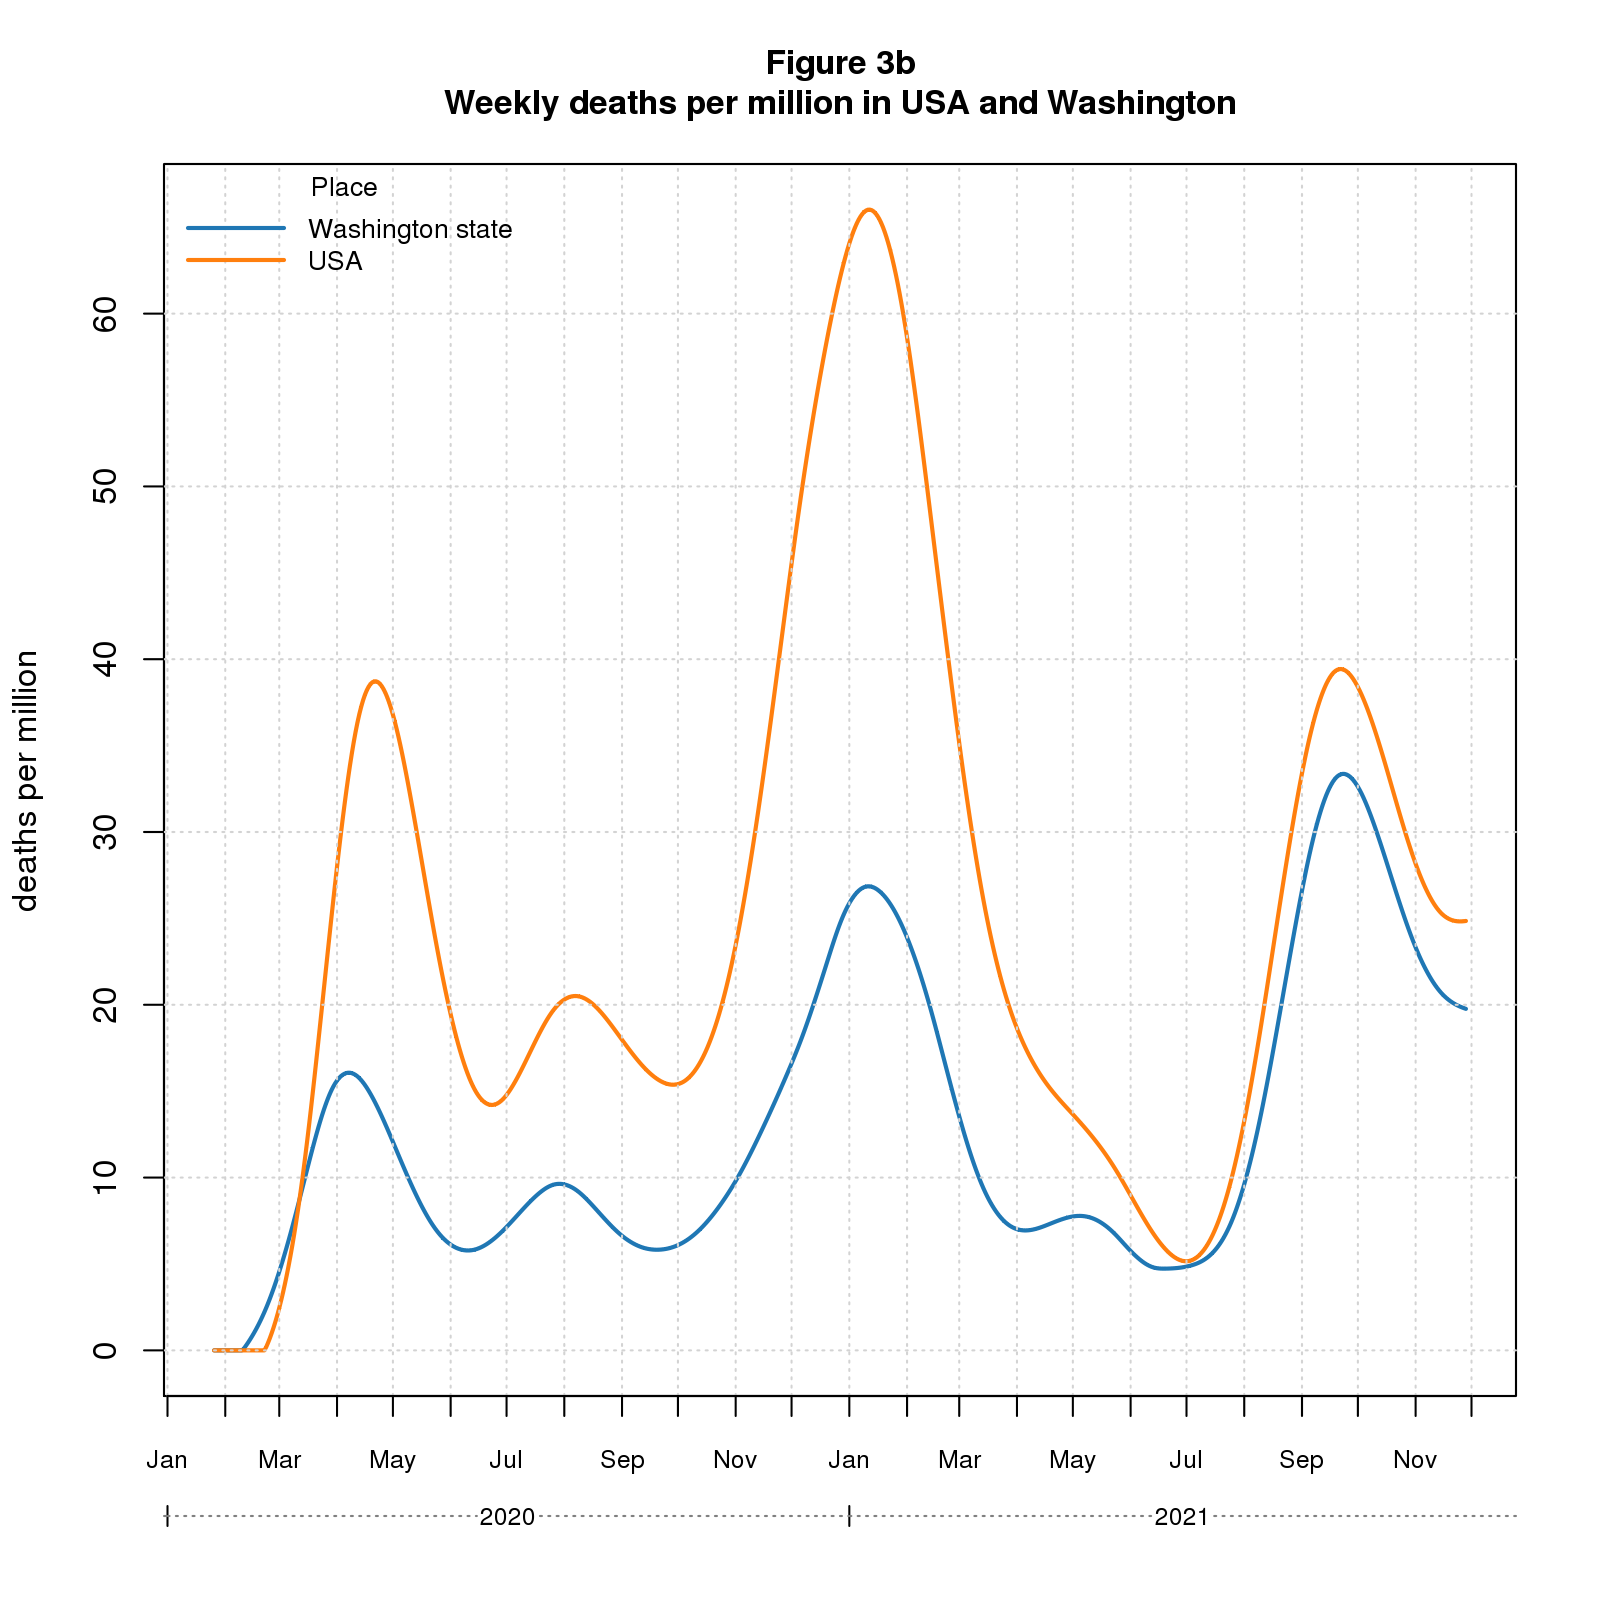 Figure 3b
Weekly deaths per million in USA and Washington
Place
Washington state
USA
deaths per million
60
50
40
30
20
10
0
Jan Mar May Jul Sep Nov Jan Mar May Jul Sep Nov
2020 2021